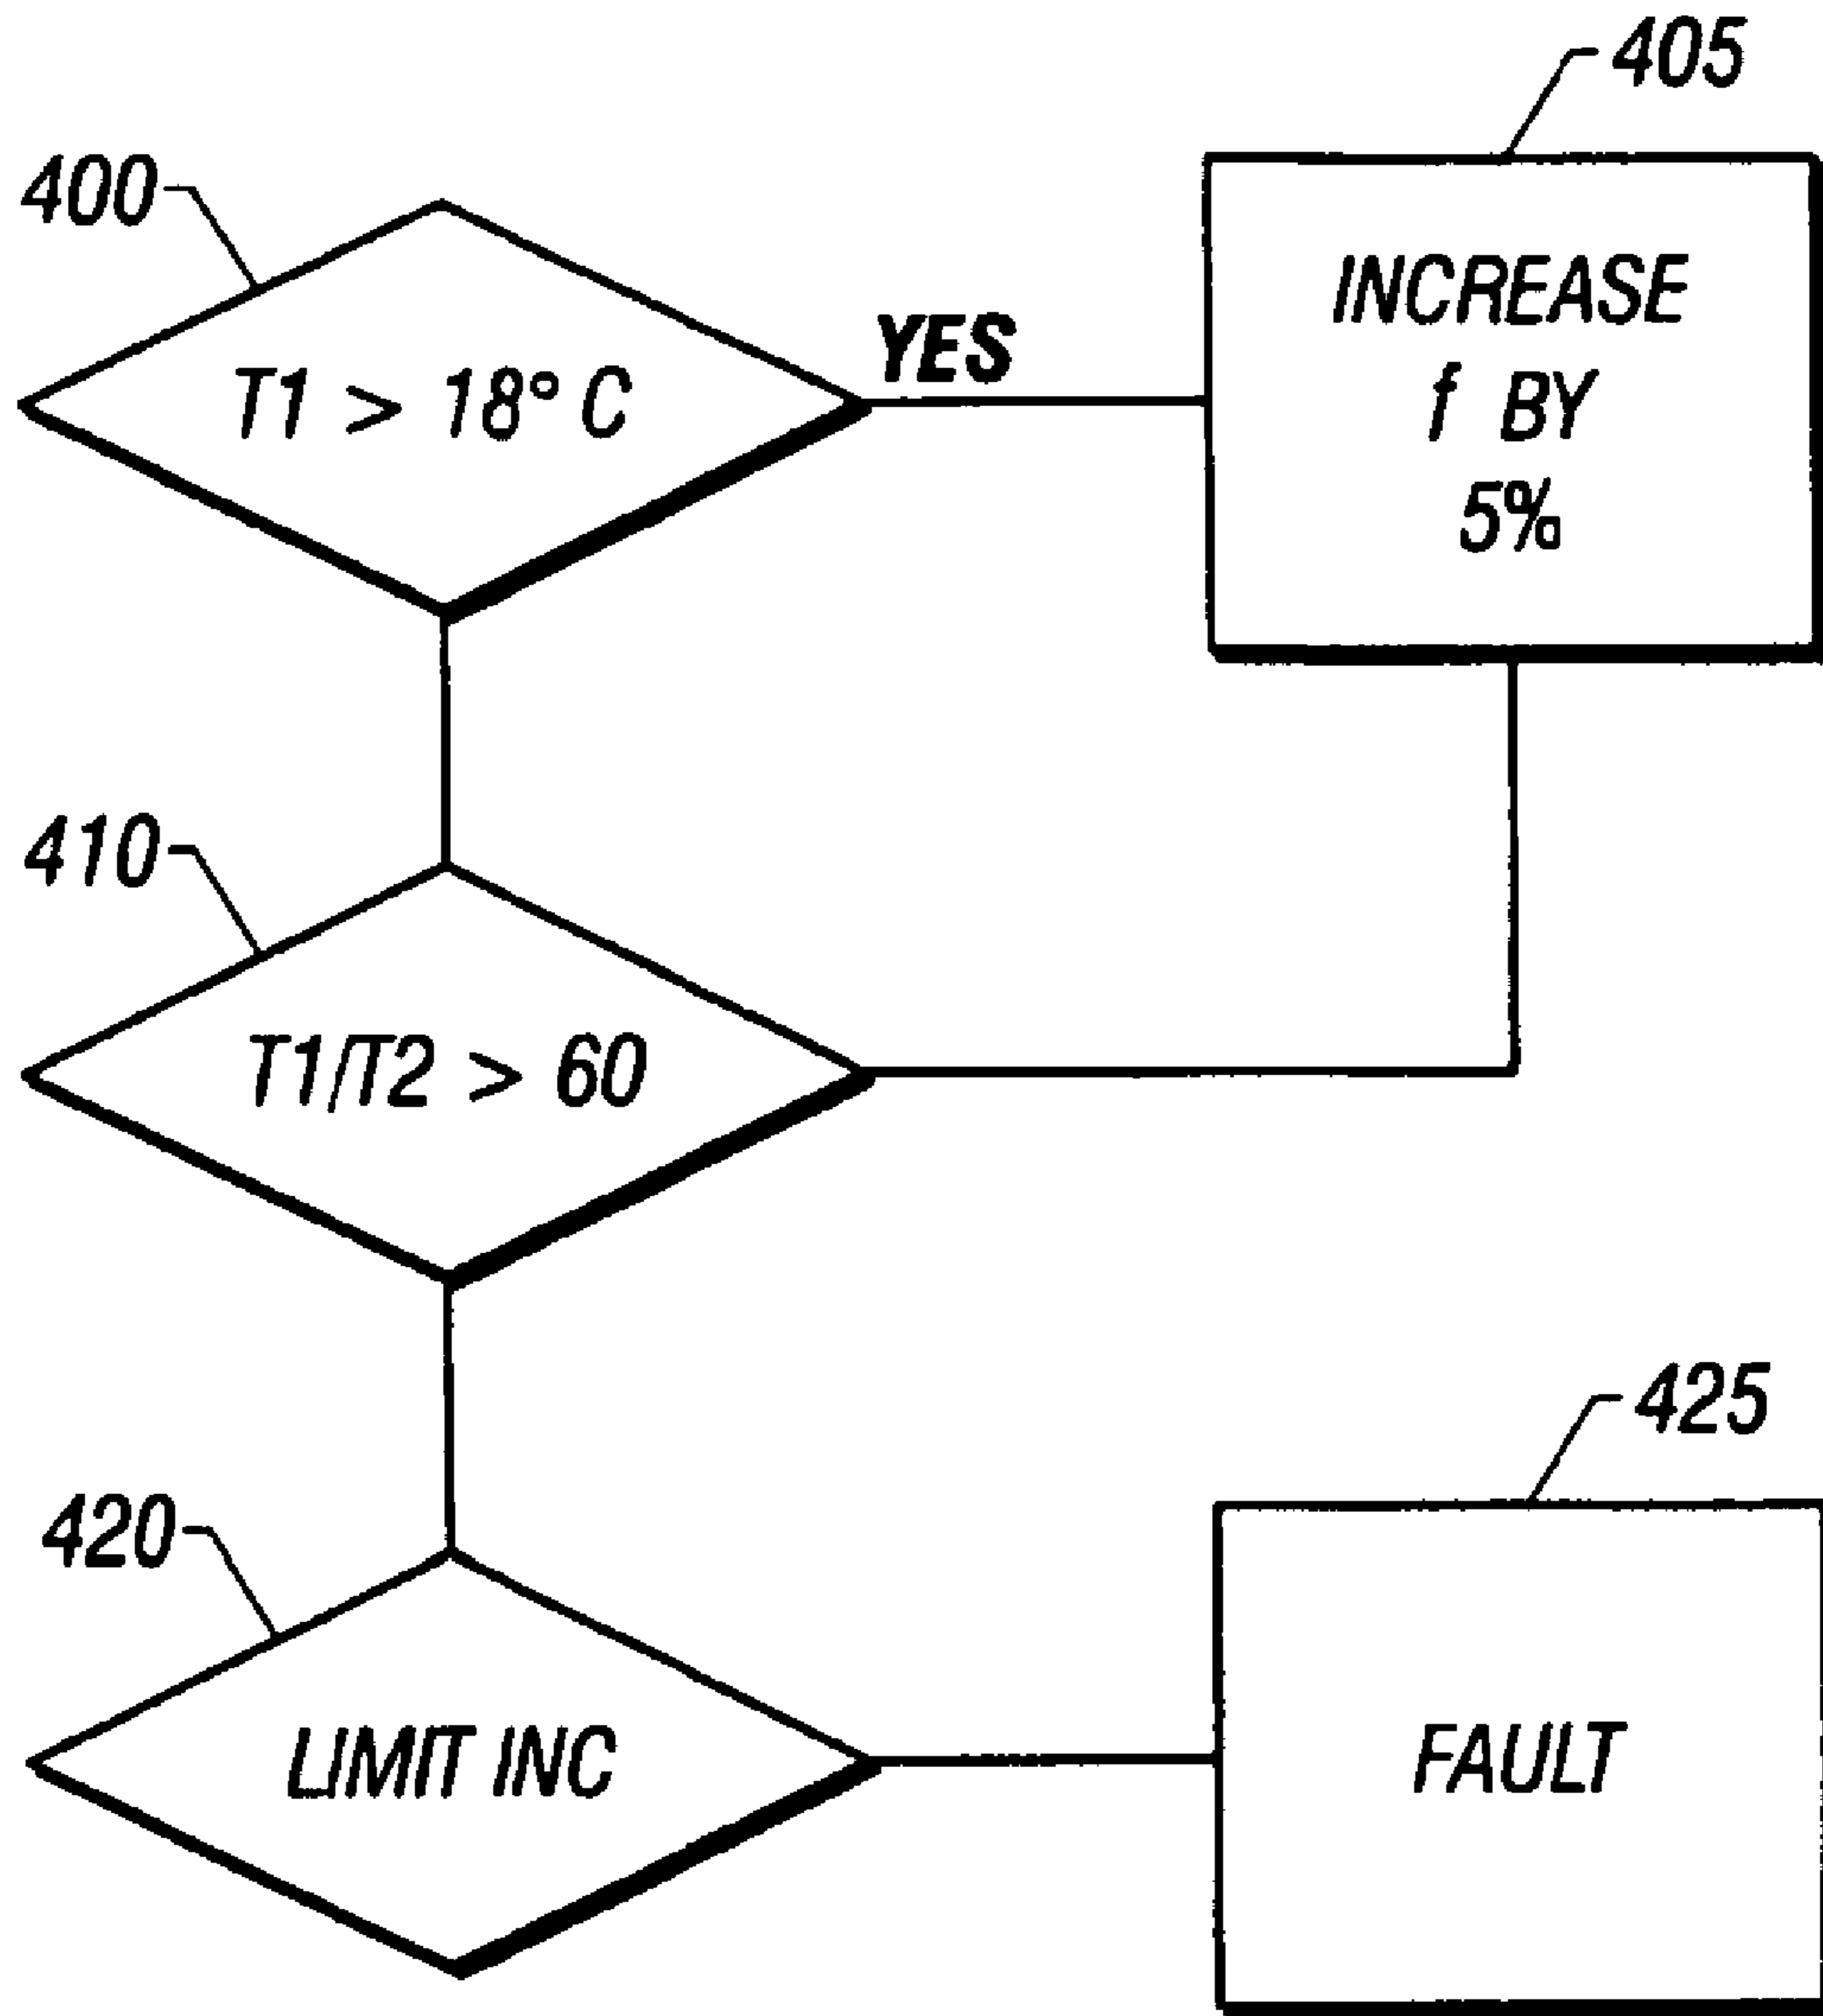 405
400
T1 > 18° C
YES
INCREASE
f BY
5%
410
T1/T2 > 60
425
420
LIMIT INC
FAULT